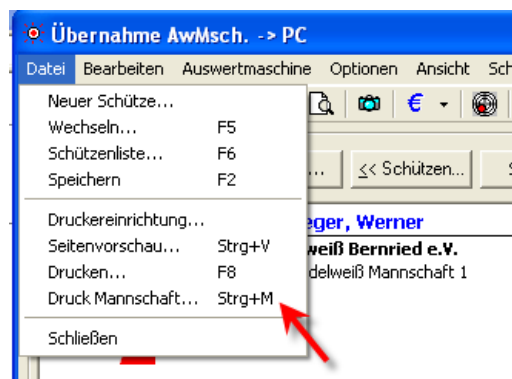 Übernahme AwMsch. -> PC
Datei Bearbeiten Auswertmaschine Optionen Ansicht Sch
Neuer Schütze...
Wechseln... F5
Schützenliste... F6
Speichern F2
Druckereinrichtung...
Seitenvorschau... Strg+V
Drucken... F8
Druck Mannschaft... Strg+M
Schließen
€
... << Schützen... S
eger, Werner
weiß Bernried e.V.
delweiß Mannschaft 1